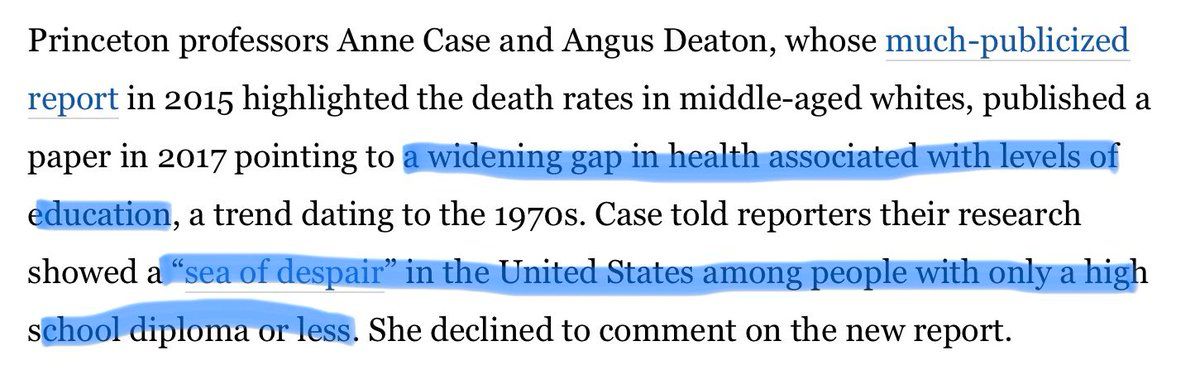 Princeton professors Anne Case and Angus Deaton, whose much-publicized
report in 2015 highlighted the death rates in middle-aged whites, published a
paper in 2017 pointing to a widening gap in health associated with levels of
education, a trend dating to the 1970s. Case told reporters their research
showed a “sea of despair” in the United States among people with only a high
school diploma or less. She declined to comment on the new report.